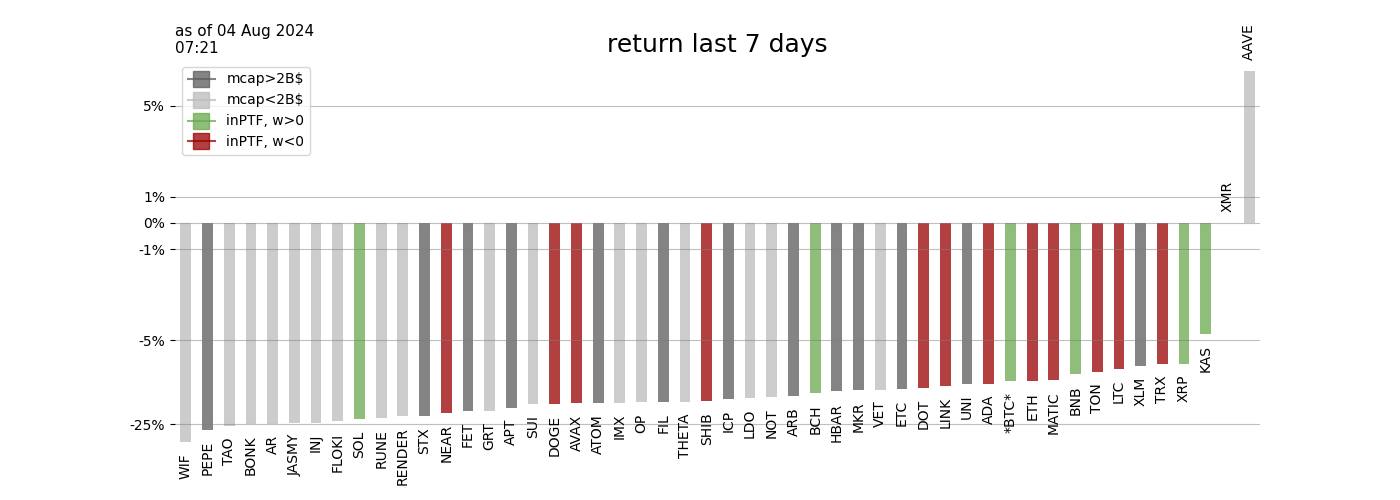 as of 04 Aug 2024
07:21
return last 7 days
mcap>2B$
mcap<2B$
inPTF, w>0
inPTF, w<0
5%
1%
0%
-1%
-5%
-25%
WIF
PEPE
TAO
BONK
AR
JASMY
INJ
FLOKI
SOL
RUNE
RENDER
STX
NEAR
FET
GRT
APT
SUI
DOGE
AVAX
ATOM
IMX
OP
FIL
THETA
SHIB
ICP
LDO
NOT
ARB
BCH
HBAR
MKR
VET
ETC
DOT
LINK
UNI
ADA
*BTC*
ETH
MATIC
BNB
TON
LTC
XLM
TRX
XRP
KAS
XMR
AAVE